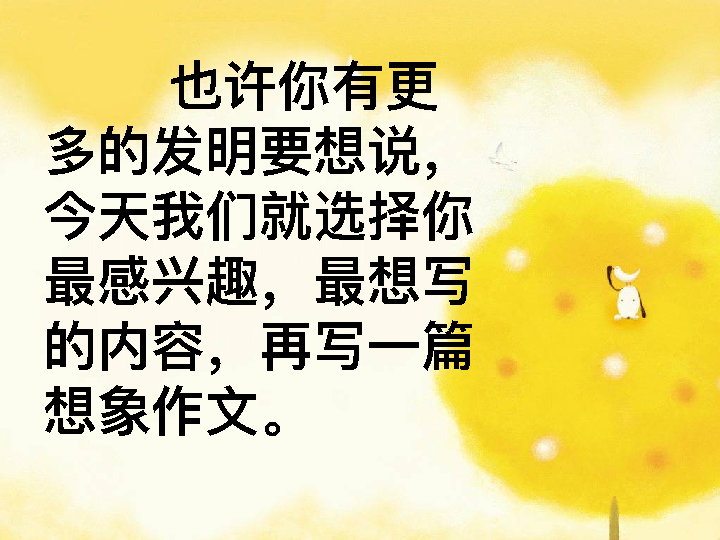 也许你有更
多的发明要想说，
今天我们就选择你
最感兴趣，最想写
的内容，再写一篇
想象作文。